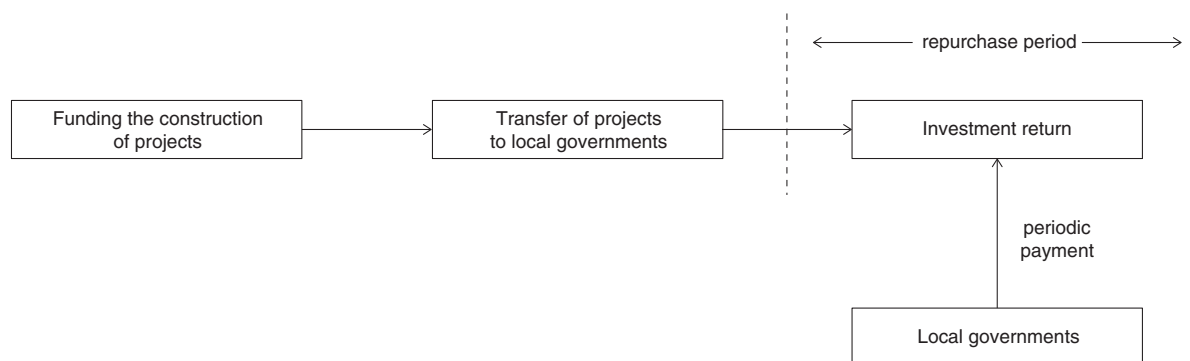 repurchase period
Funding the construction
of projects
Transfer of projects
to local governments
Investment return
periodic
payment
Local governments